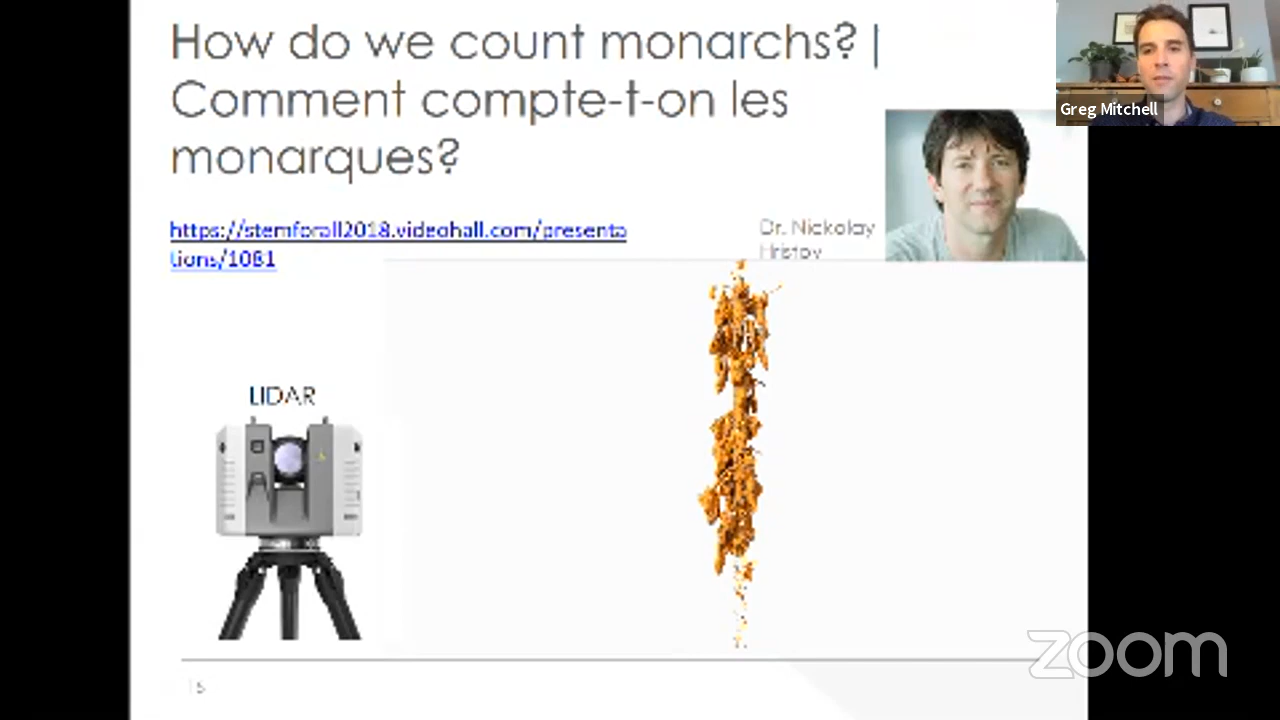 How do we count monarchs? |
Comment compte-t-on les
monarques?
Greg Mitchell
https://stemforall2018.videohall.com/presenta
tions/1081
Dr. Nickolay
Hristov
LIDAR
zoom
15